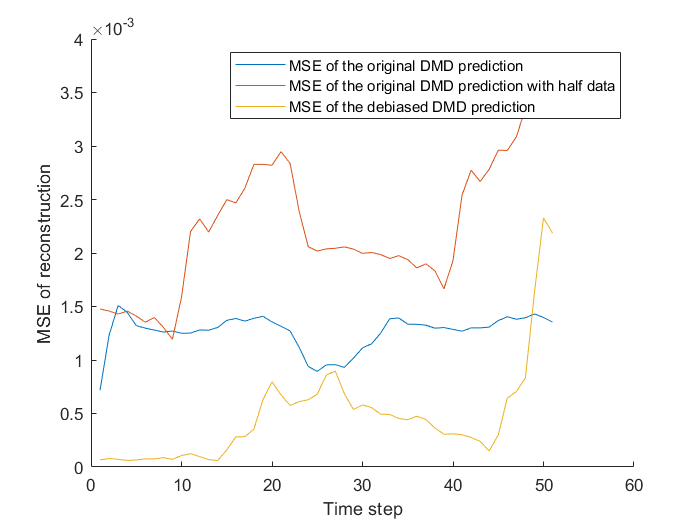 ×10⁻³
4
3.5
3
2.5
2
1.5
1
0.5
0
MSE of reconstruction
MSE of the original DMD prediction
MSE of the original DMD prediction with half data
MSE of the debiased DMD prediction
0 10 20 30 40 50 60
Time step